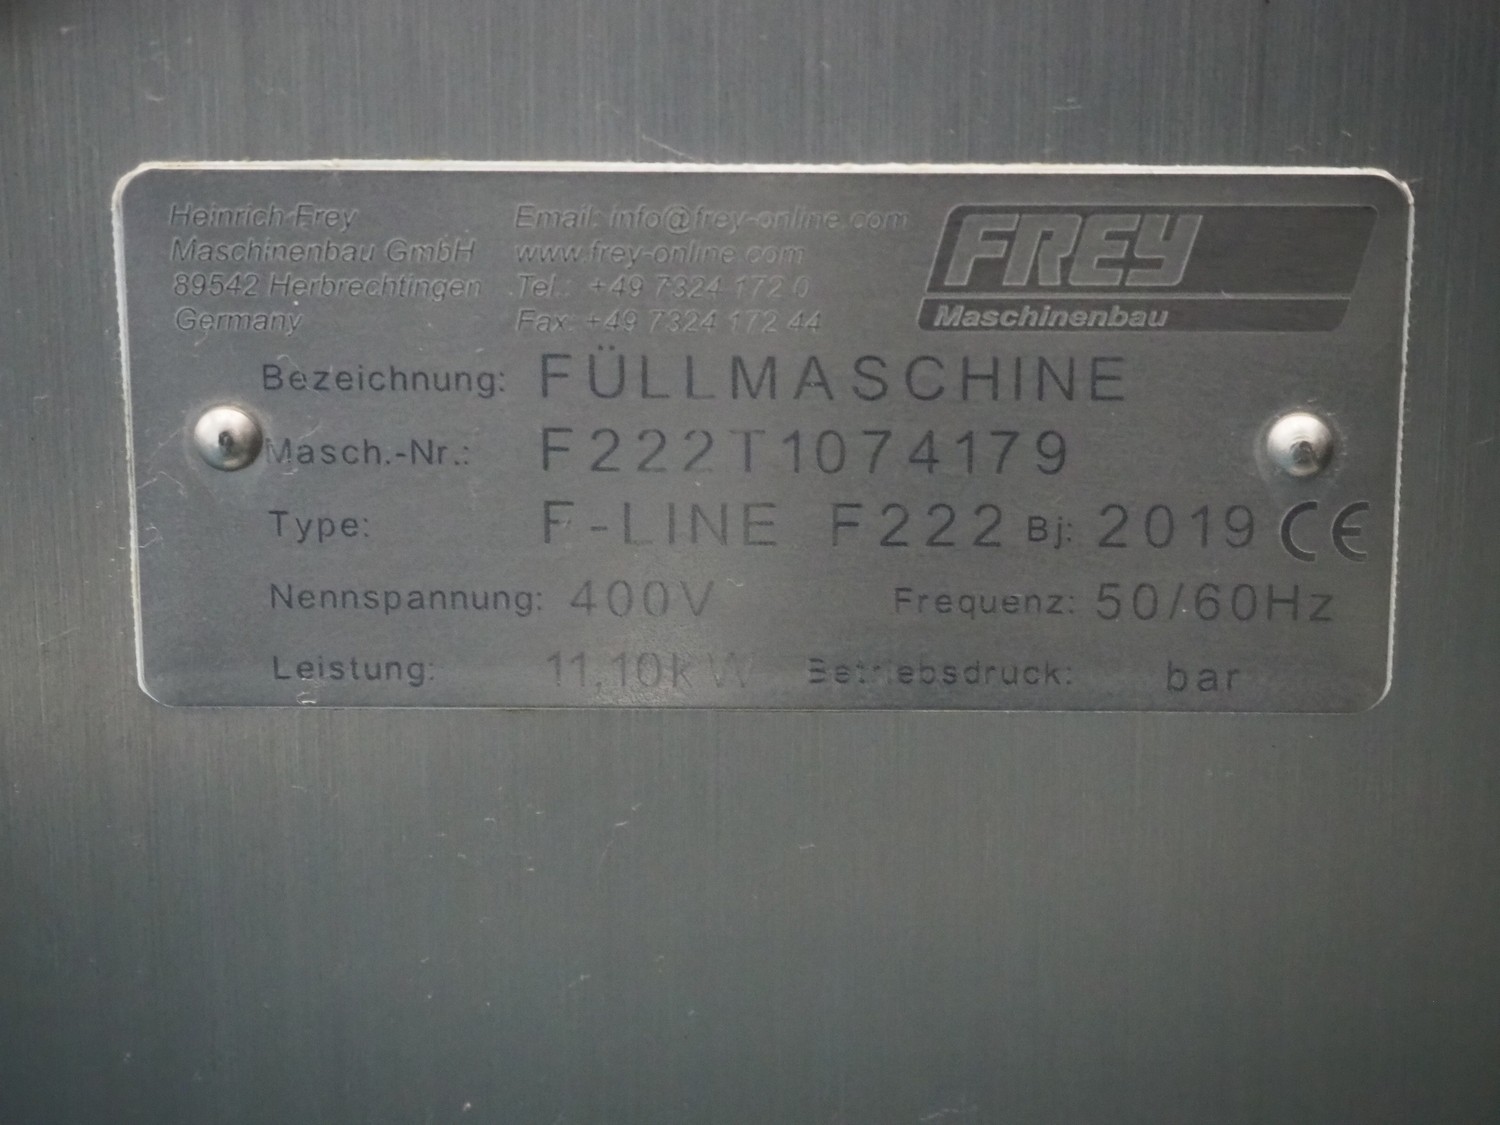 Heinrich Frey
Maschinenbau GmbH
89542 Herbrechtingen
Germany
Email: info@frey-online.com
www.frey-online.com
Tel.: +49 7324 172 0
Fax: +49 7324 172 44
FREY
Maschinenbau
Bezeichnung: FÜLLMASCHINE
Masch.-Nr.: F222T1074179
Type: F-LINE F222 Bj: 2019 CE
Nennspannung: 400V Frequenz: 50/60Hz
Leistung: 11,10kW Betriebsdruck: bar